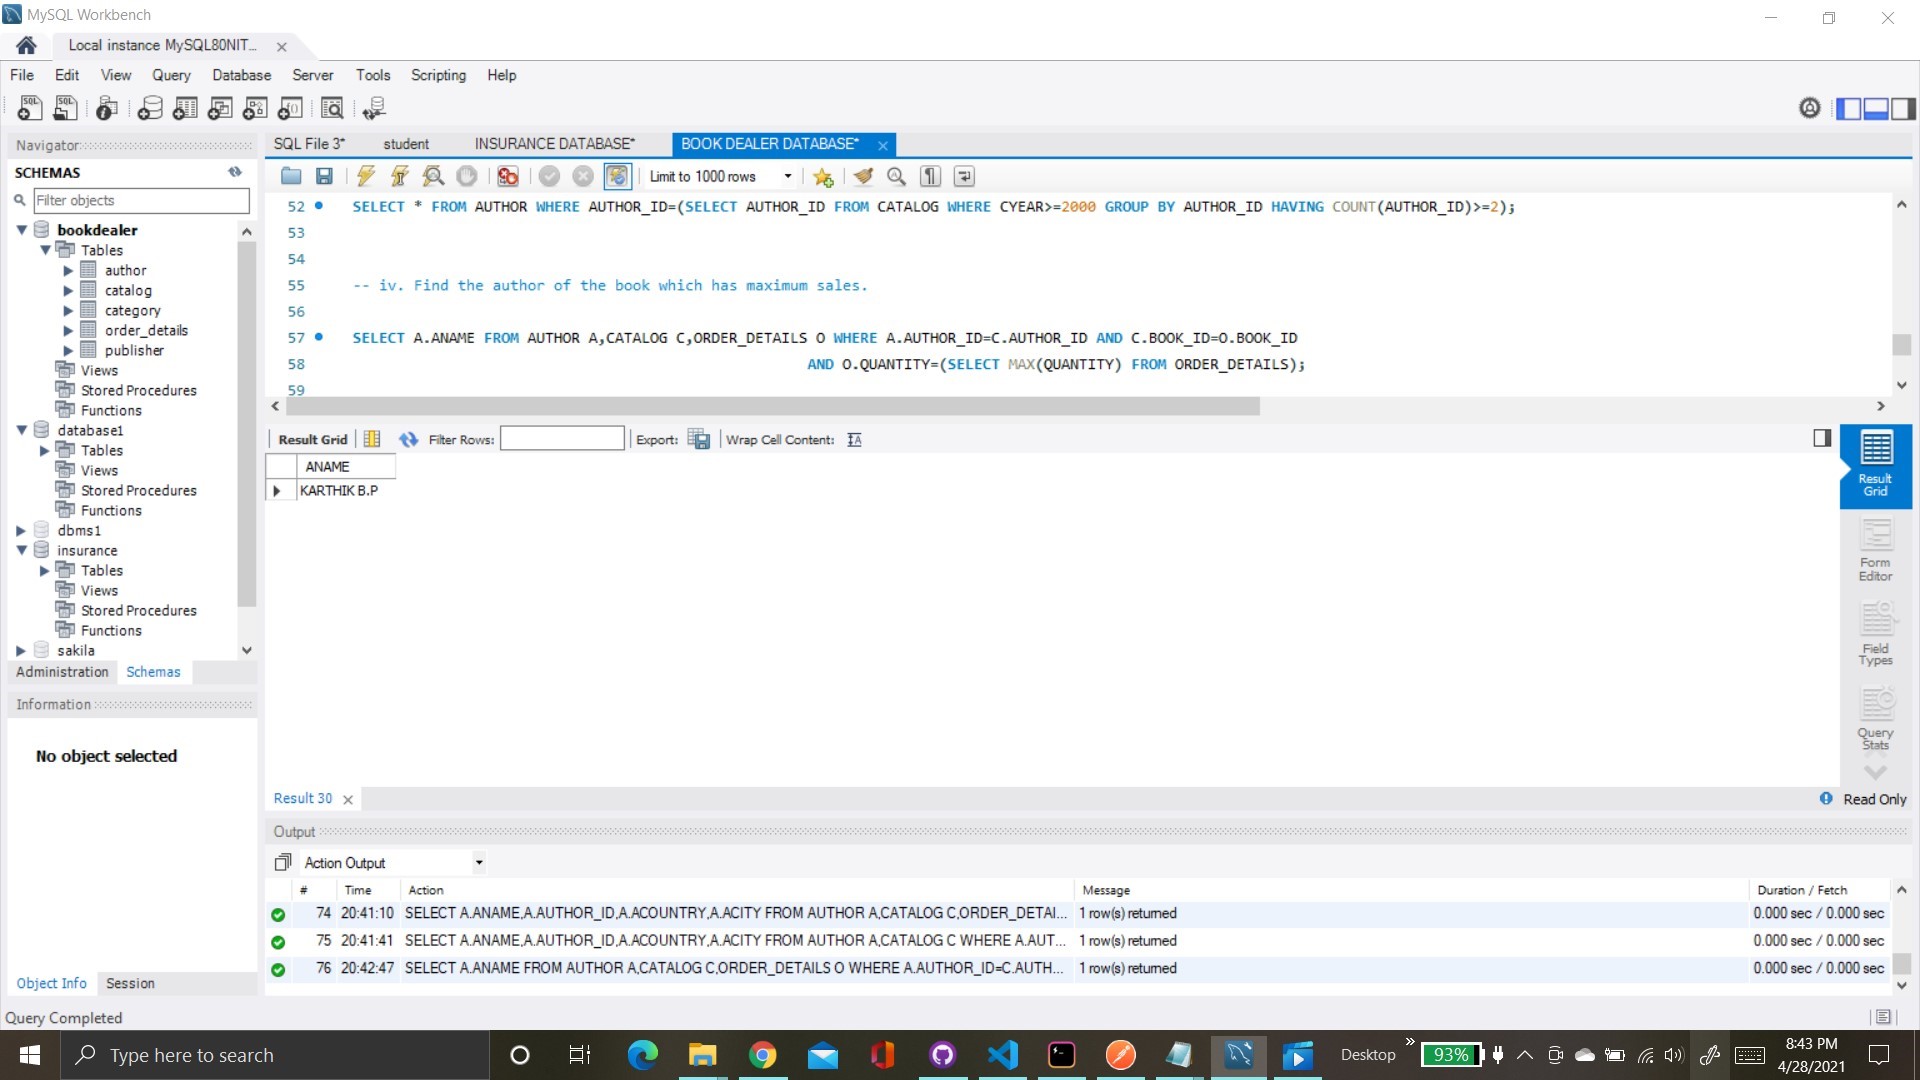 MySQL Workbench
Local instance MySQL80NIT...
File Edit View Query Database Server Tools Scripting Help
Navigator
SCHEMAS
Filter objects
bookdealer
Tables
author
catalog
category
order_details
publisher
Views
Stored Procedures
Functions
database1
Tables
Views
Stored Procedures
Functions
dbms1
insurance
Tables
Views
Stored Procedures
Functions
sakila
Administration Schemas
Information
No object selected
Object Info Session
SQL File 3* student INSURANCE DATABASE* BOOK DEALER DATABASE*
Limit to 1000 rows
52 SELECT * FROM AUTHOR WHERE AUTHOR_ID=(SELECT AUTHOR_ID FROM CATALOG WHERE CYEAR>=2000 GROUP BY AUTHOR_ID HAVING COUNT(AUTHOR_ID)>=2);
53
54
55 -- iv. Find the author of the book which has maximum sales.
56
57 SELECT A.ANAME FROM AUTHOR A,CATALOG C,ORDER_DETAILS O WHERE A.AUTHOR_ID=C.AUTHOR_ID AND C.BOOK_ID=O.BOOK_ID
58 AND O.QUANTITY=(SELECT MAX(QUANTITY) FROM ORDER_DETAILS);
59
Result Grid Filter Rows: Export: Wrap Cell Content:
ANAME
KARTHIK B.P
Result
Grid
Form
Editor
Field
Types
Query
Stats
Result 30 Read Only
Output
Action Output
# Time Action Message Duration / Fetch
74 20:41:10 SELECT A.ANAME,A.AUTHOR_ID,A.ACOUNTRY,A.ACITY FROM AUTHOR A,CATALOG C,ORDER_DETAI... 1 row(s) returned 0.000 sec / 0.000 sec
75 20:41:41 SELECT A.ANAME,A.AUTHOR_ID,A.ACOUNTRY,A.ACITY FROM AUTHOR A,CATALOG C WHERE A.AUT... 1 row(s) returned 0.000 sec / 0.000 sec
76 20:42:47 SELECT A.ANAME FROM AUTHOR A,CATALOG C,ORDER_DETAILS O WHERE A.AUTHOR_ID=C.AUTH... 1 row(s) returned 0.000 sec / 0.000 sec
Query Completed
Type here to search
Desktop
93%
8:43 PM
4/28/2021